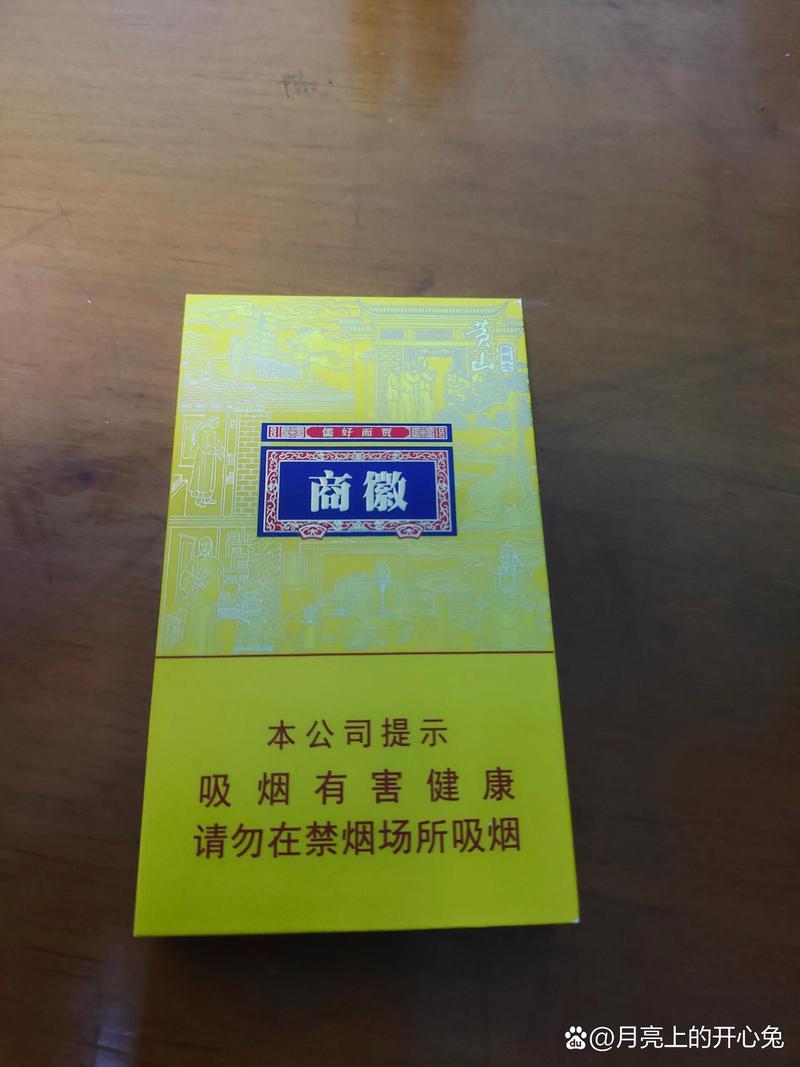 黄山
賈而好儒
徽商
本公司提示
吸烟有害健康
请勿在禁烟场所吸烟
@月亮上的开心兔